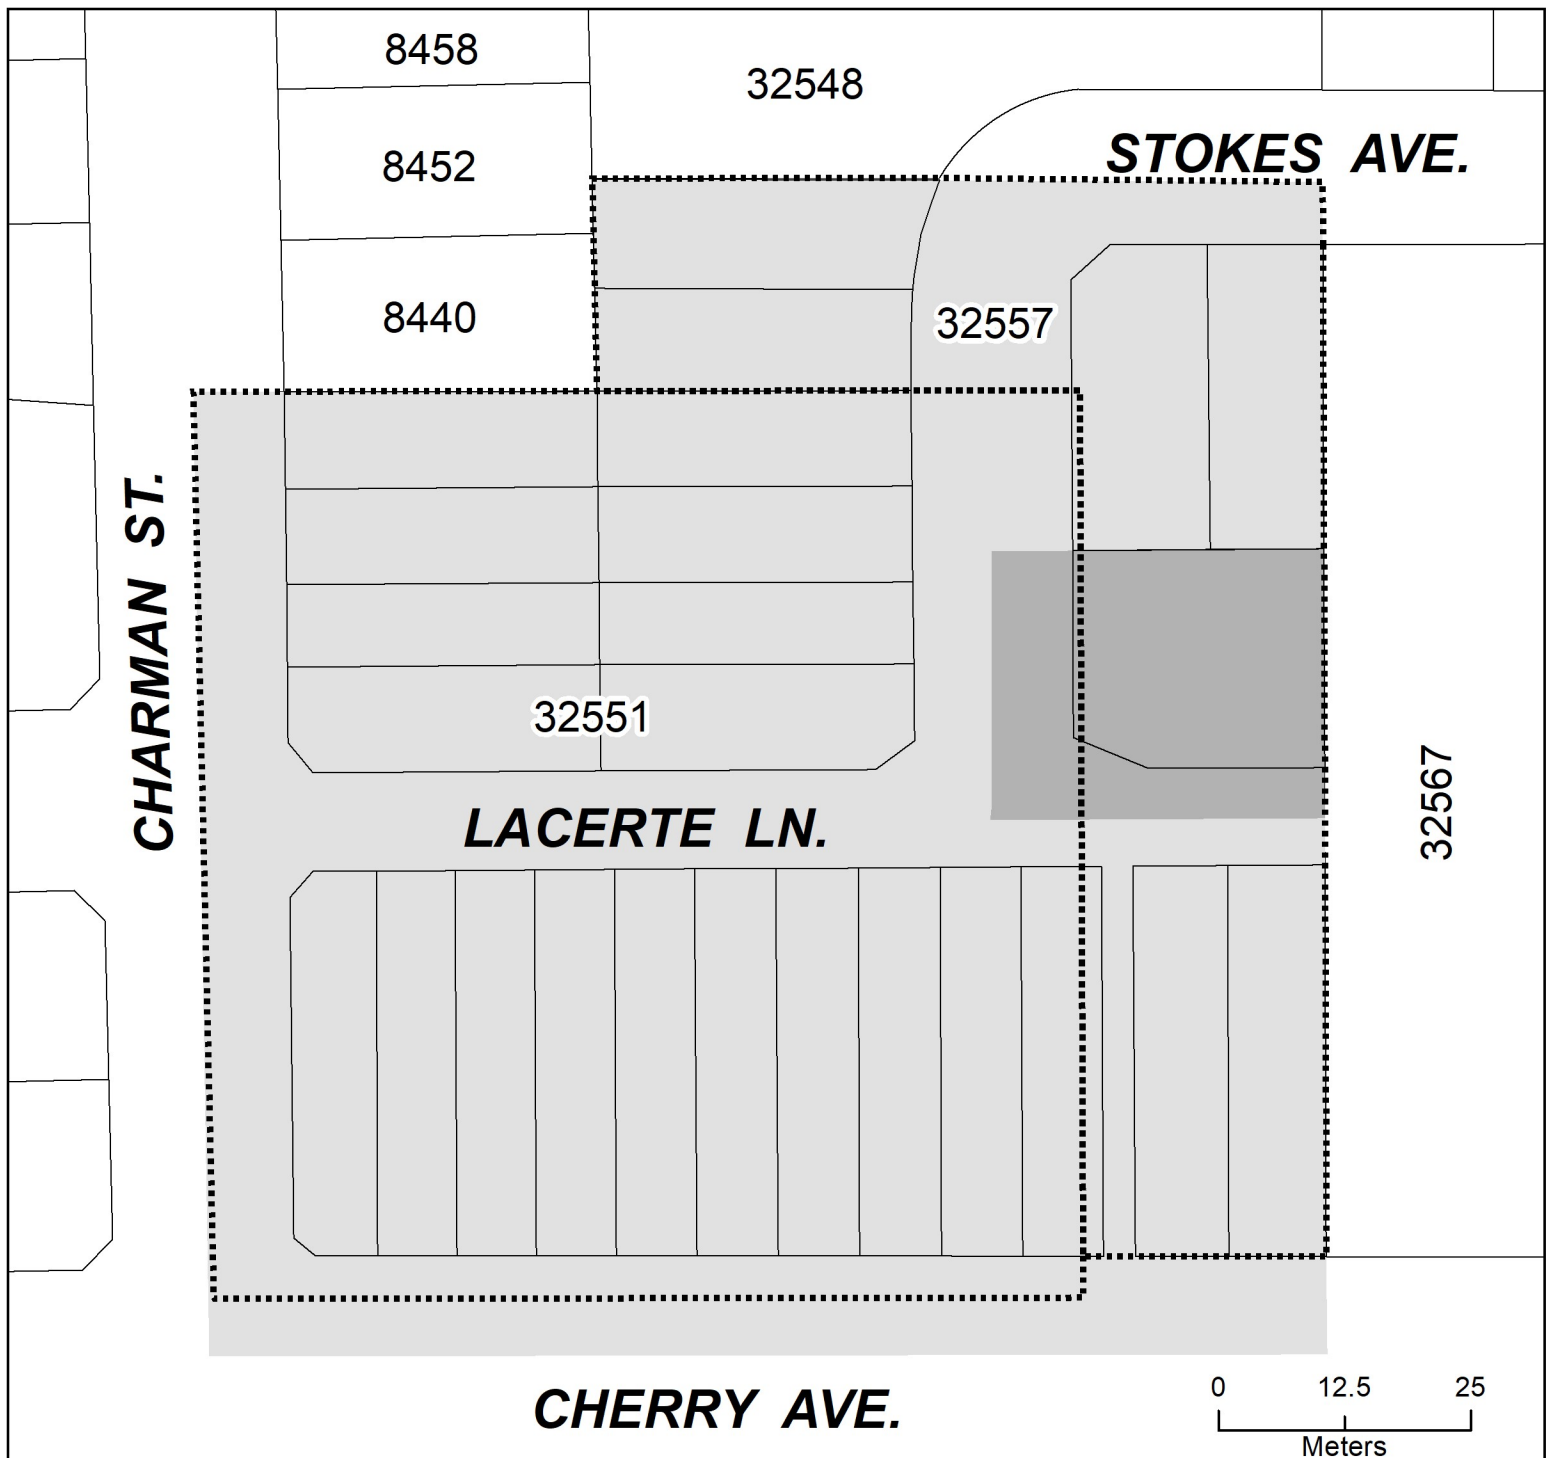 8458
32548
STOKES AVE.
8452
8440
32557
CHARMAN ST.
32551
LACERTE LN.
32567
CHERRY AVE.
0 12.5 25
Meters